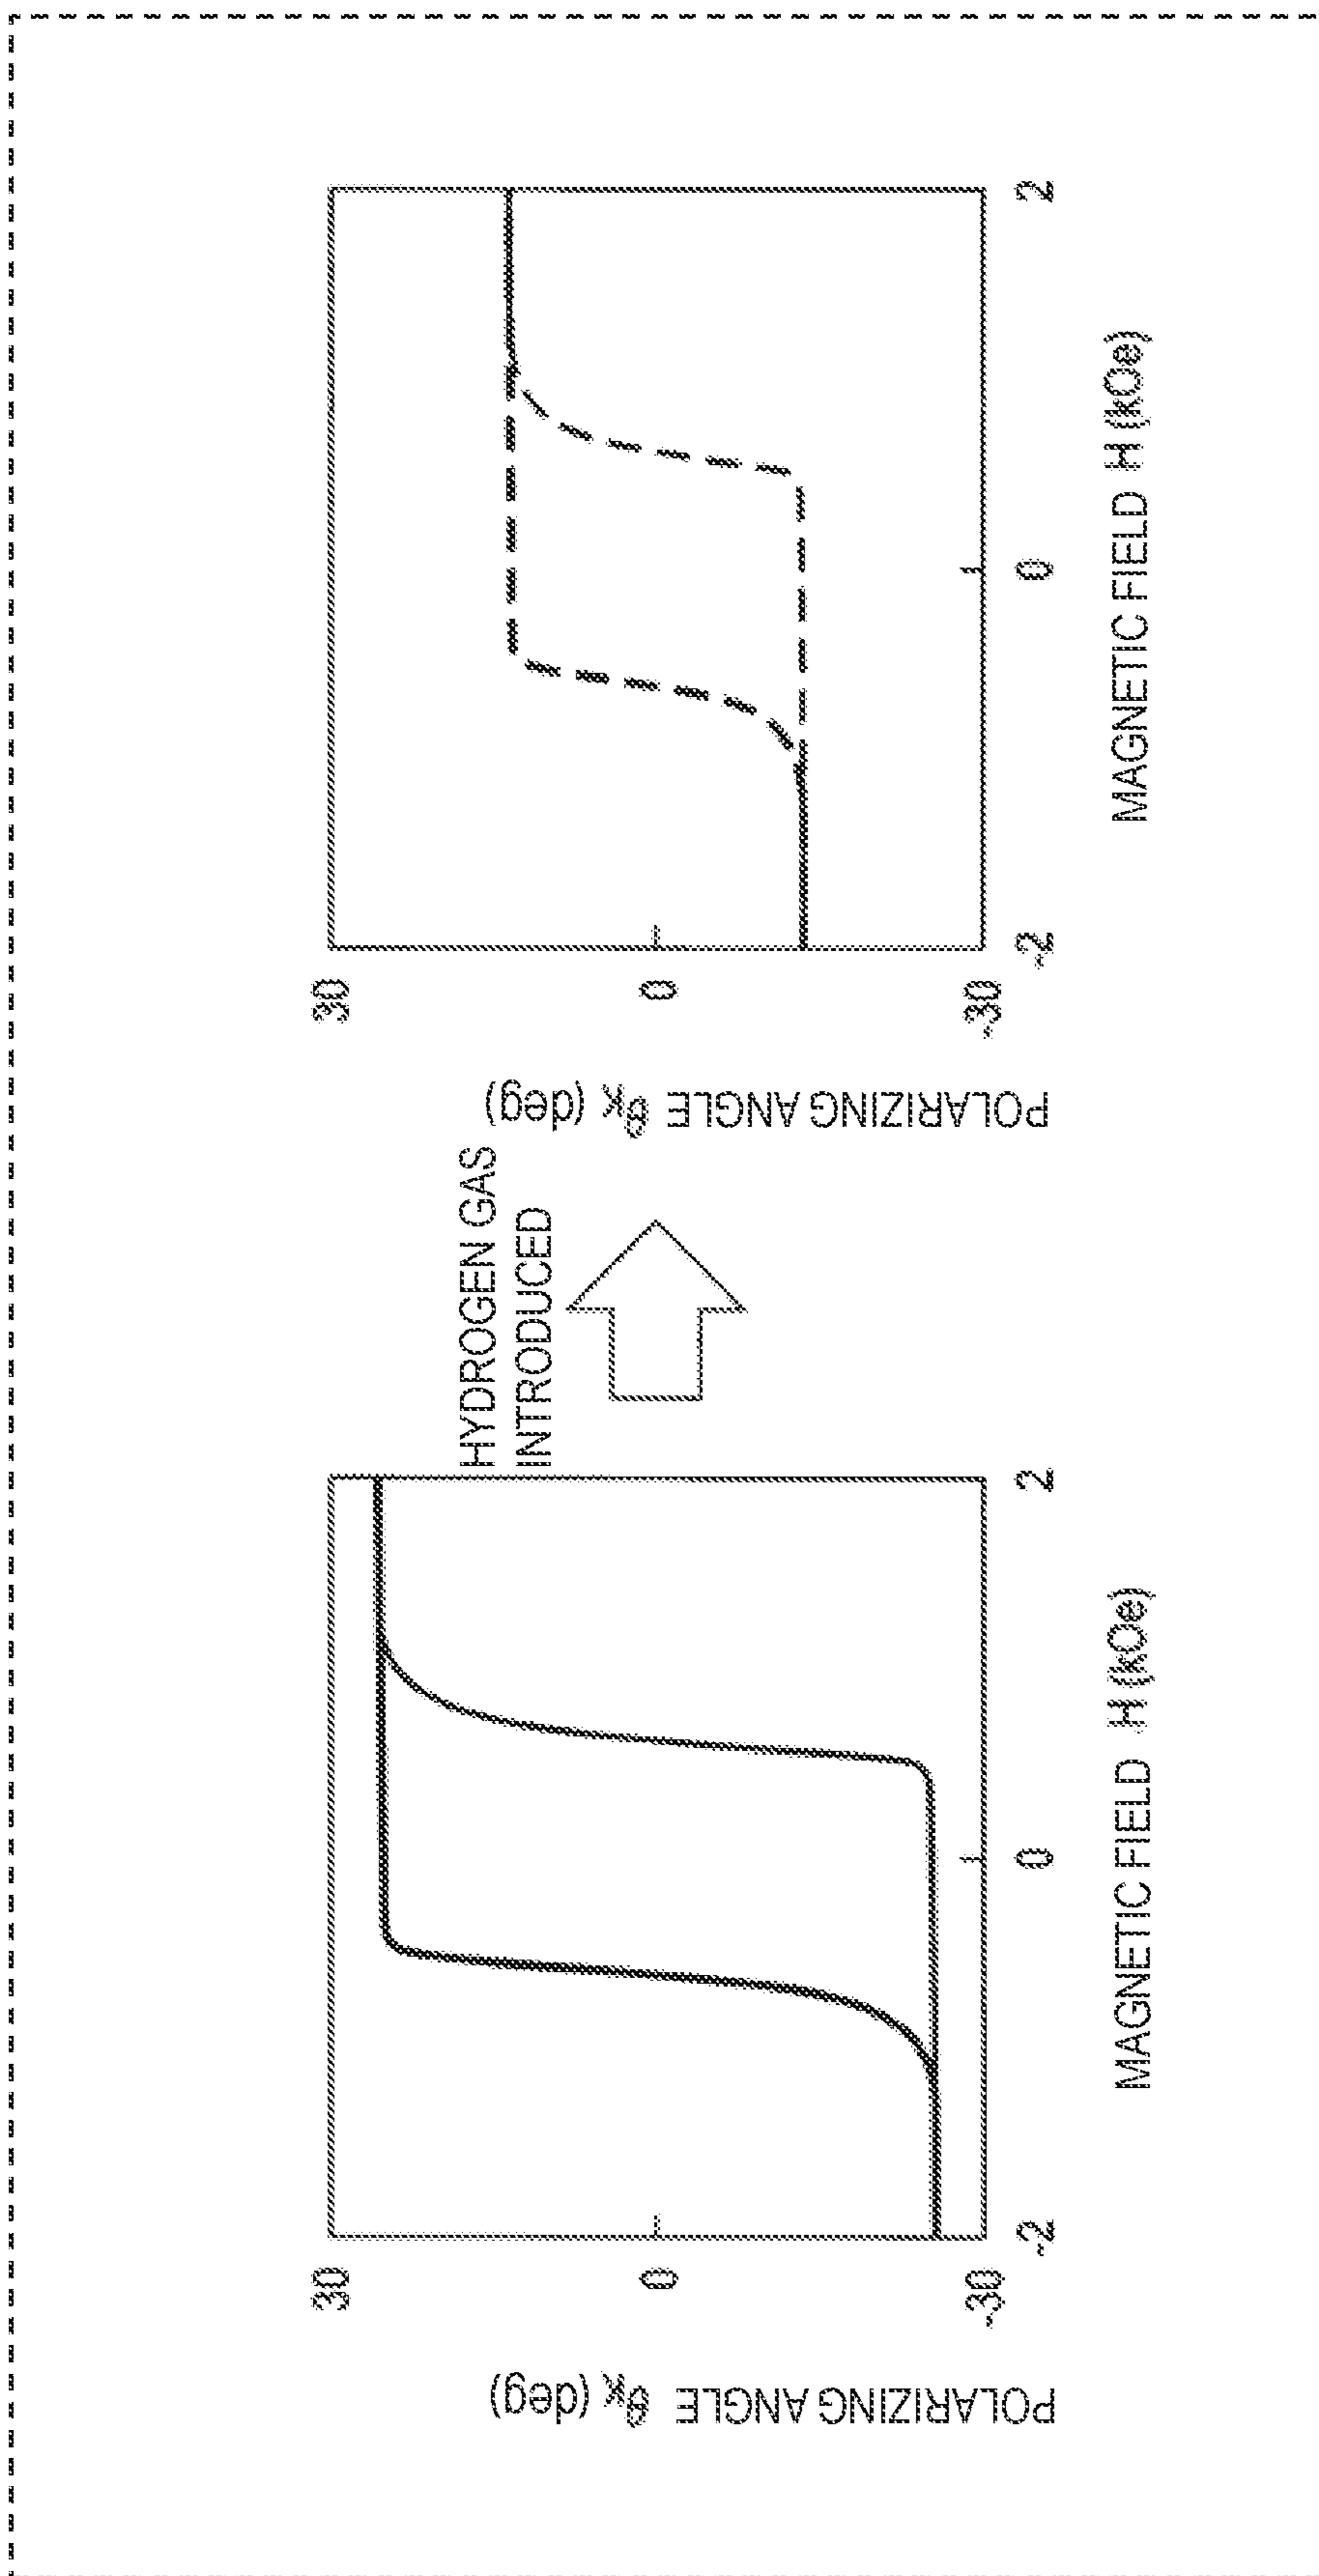 POLARIZING ANGLE θK (deg)
30
0
-30
-2
0
2
MAGNETIC FIELD H (kOe)
HYDROGEN GAS
INTRODUCED
POLARIZING ANGLE θK (deg)
30
0
-30
-2
0
2
MAGNETIC FIELD H (kOe)